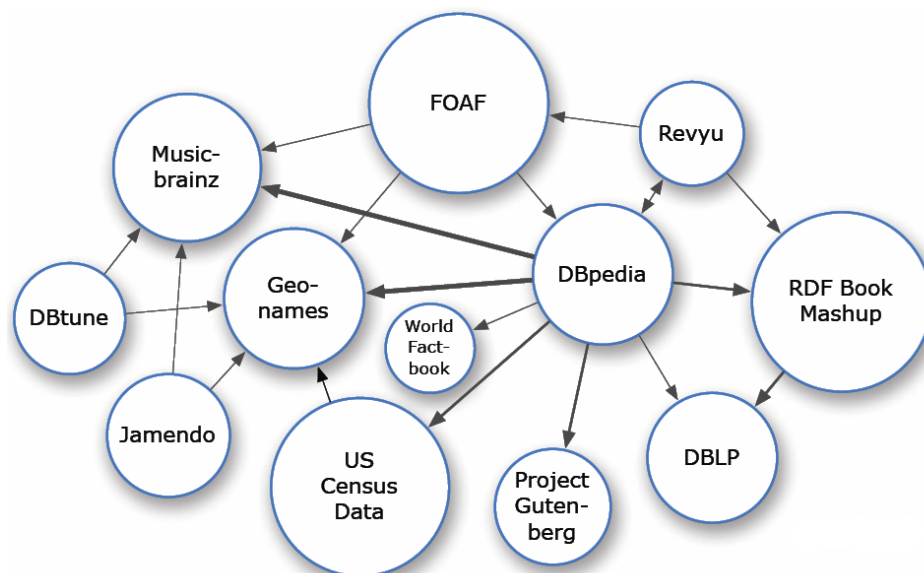 FOAF
Revyu
Music-
brainz
DBpedia
Geo-
names
RDF Book
Mashup
DBtune
World
Fact-
book
Jamendo
US
Census
Data
Project
Guten-
berg
DBLP